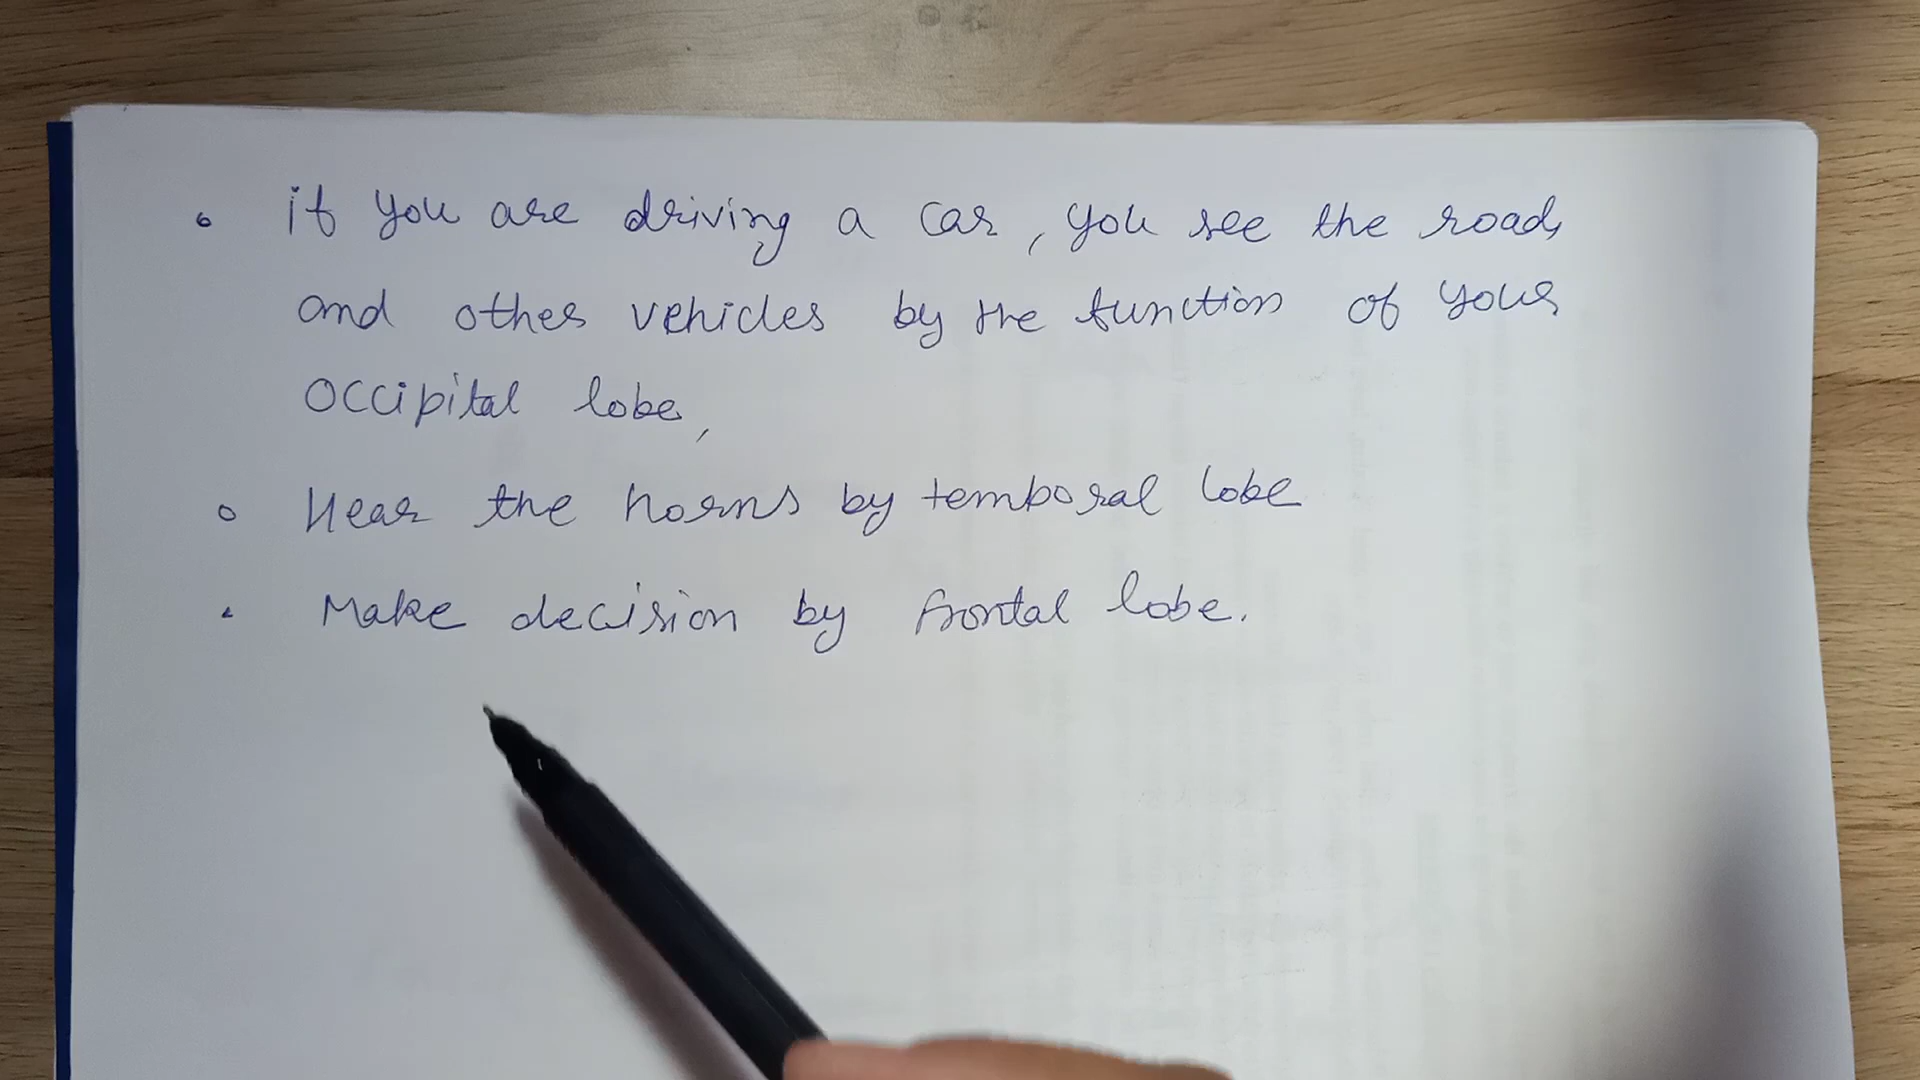 • if you are driving a car, you see the road,
and other vehicles by the function of your
occipital lobe,
• Hear the horns by temporal lobe
• Make decision by frontal lobe.